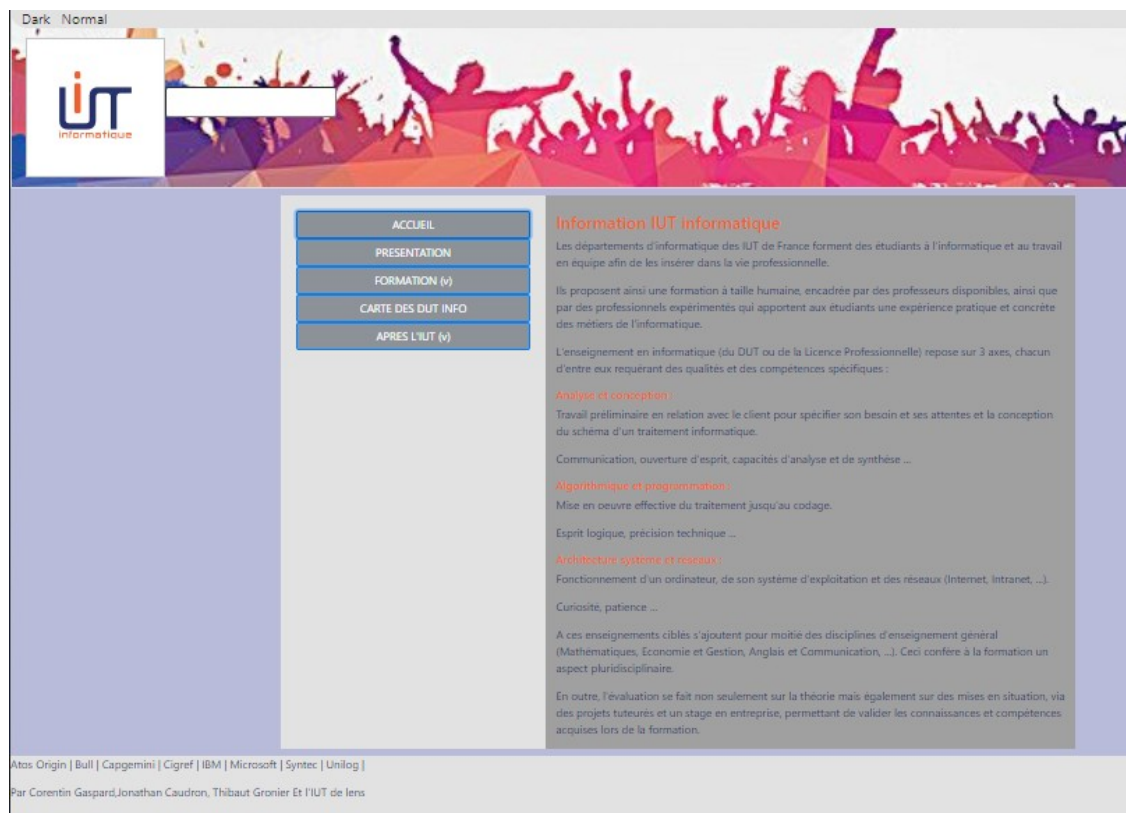 Dark Normal
iUT
informatique
ACCUEIL
PRESENTATION
FORMATION (v)
CARTE DES DUT INFO
APRES L'IUT (v)
Information IUT informatique
Les départements d'informatique des IUT de France forment des étudiants à l'informatique et au travail
en équipe afin de les insérer dans la vie professionnelle.
Ils proposent ainsi une formation à taille humaine, encadrée par des professeurs disponibles, ainsi que
par des professionnels expérimentés qui apportent aux étudiants une expérience pratique et concrète
des métiers de l'informatique.
L'enseignement en informatique (du DUT ou de la Licence Professionnelle) repose sur 3 axes, chacun
d'entre eux requérant des qualités et des compétences spécifiques :
Analyse et conception :
Travail préliminaire en relation avec le client pour spécifier son besoin et ses attentes et la conception
du schéma d'un traitement informatique.
Communication, ouverture d'esprit, capacités d'analyse et de synthèse ...
Algorithmique et programmation :
Mise en oeuvre effective du traitement jusqu'au codage.
Esprit logique, précision technique ...
Architecture système et réseaux :
Fonctionnement d'un ordinateur, de son système d'exploitation et des réseaux (Internet, Intranet, ...).
Curiosité, patience ...
A ces enseignements ciblés s'ajoutent pour moitié des disciplines d'enseignement général
(Mathématiques, Economie et Gestion, Anglais et Communication, ...). Ceci confère à la formation un
aspect pluridisciplinaire.
En outre, l'évaluation se fait non seulement sur la théorie mais également sur des mises en situation, via
des projets tuteurés et un stage en entreprise, permettant de valider les connaissances et compétences
acquises lors de la formation.
Atos Origin | Bull | Capgemini | Cigref | IBM | Microsoft | Syntec | Unilog |
Par Corentin Gaspard,Jonathan Caudron, Thibaut Gronier Et l'IUT de lens